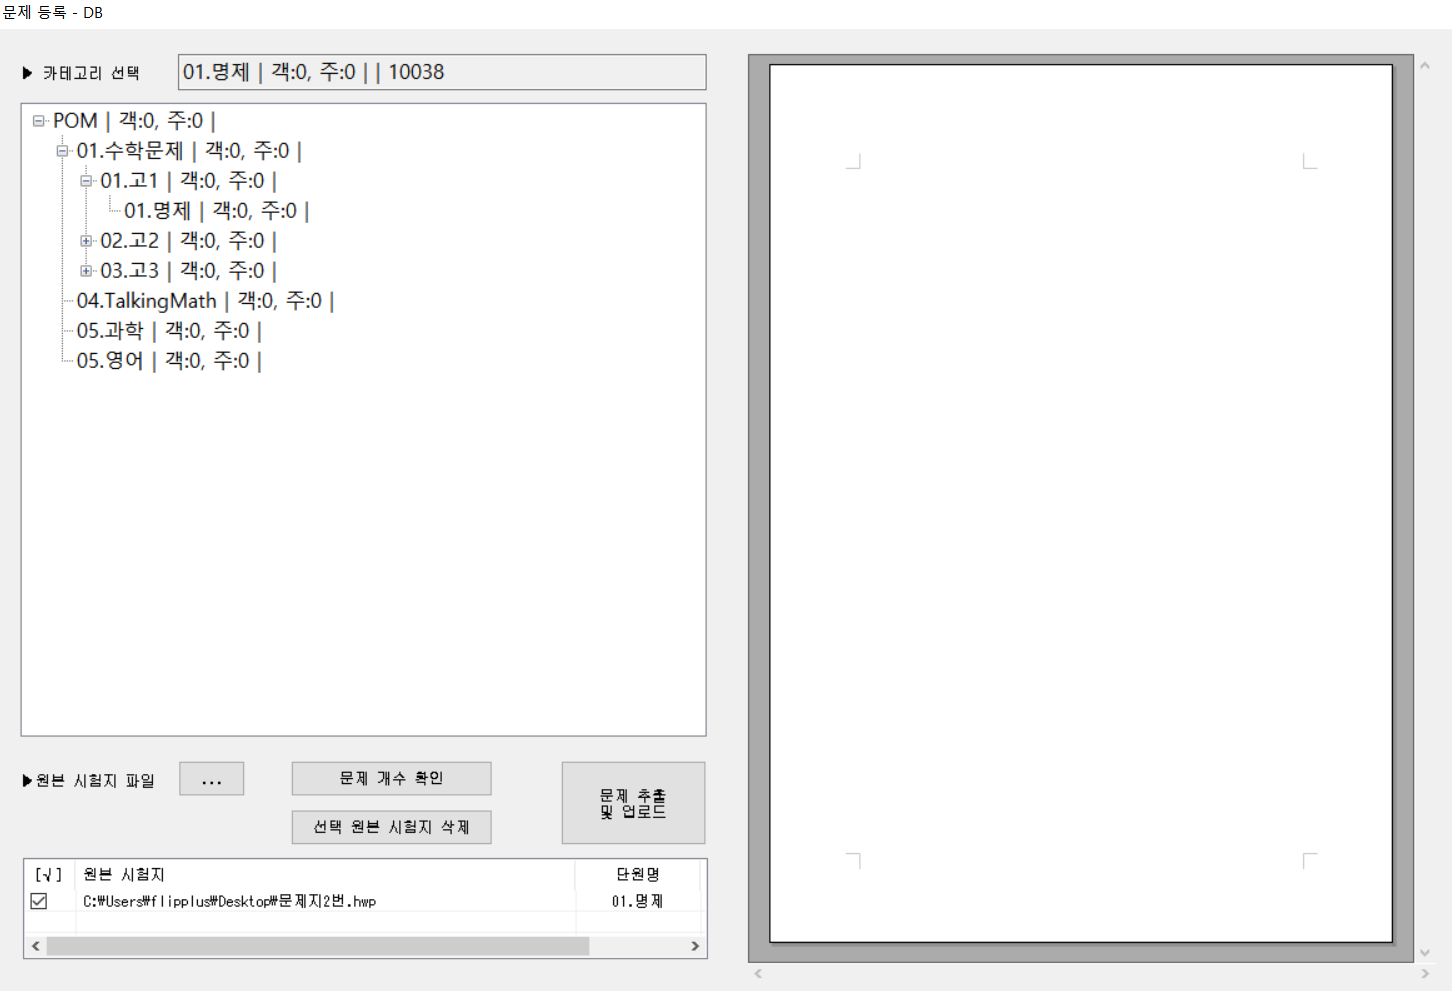 문제 등록 - DB
▶ 카테고리 선택
01.명제 | 객:0, 주:0 | | 10038
POM | 객:0, 주:0 |
01.수학문제 | 객:0, 주:0 |
01.고1 | 객:0, 주:0 |
01.명제 | 객:0, 주:0 |
02.고2 | 객:0, 주:0 |
03.고3 | 객:0, 주:0 |
04.TalkingMath | 객:0, 주:0 |
05.과학 | 객:0, 주:0 |
05.영어 | 객:0, 주:0 |
▶원본 시험지 파일
...
문제 개수 확인
선택 원본 시험지 삭제
문제 추출
및 업로드
[√] 원본 시험지 단원명
C:₩Users₩flipplus₩Desktop₩문제지2번.hwp 01.명제